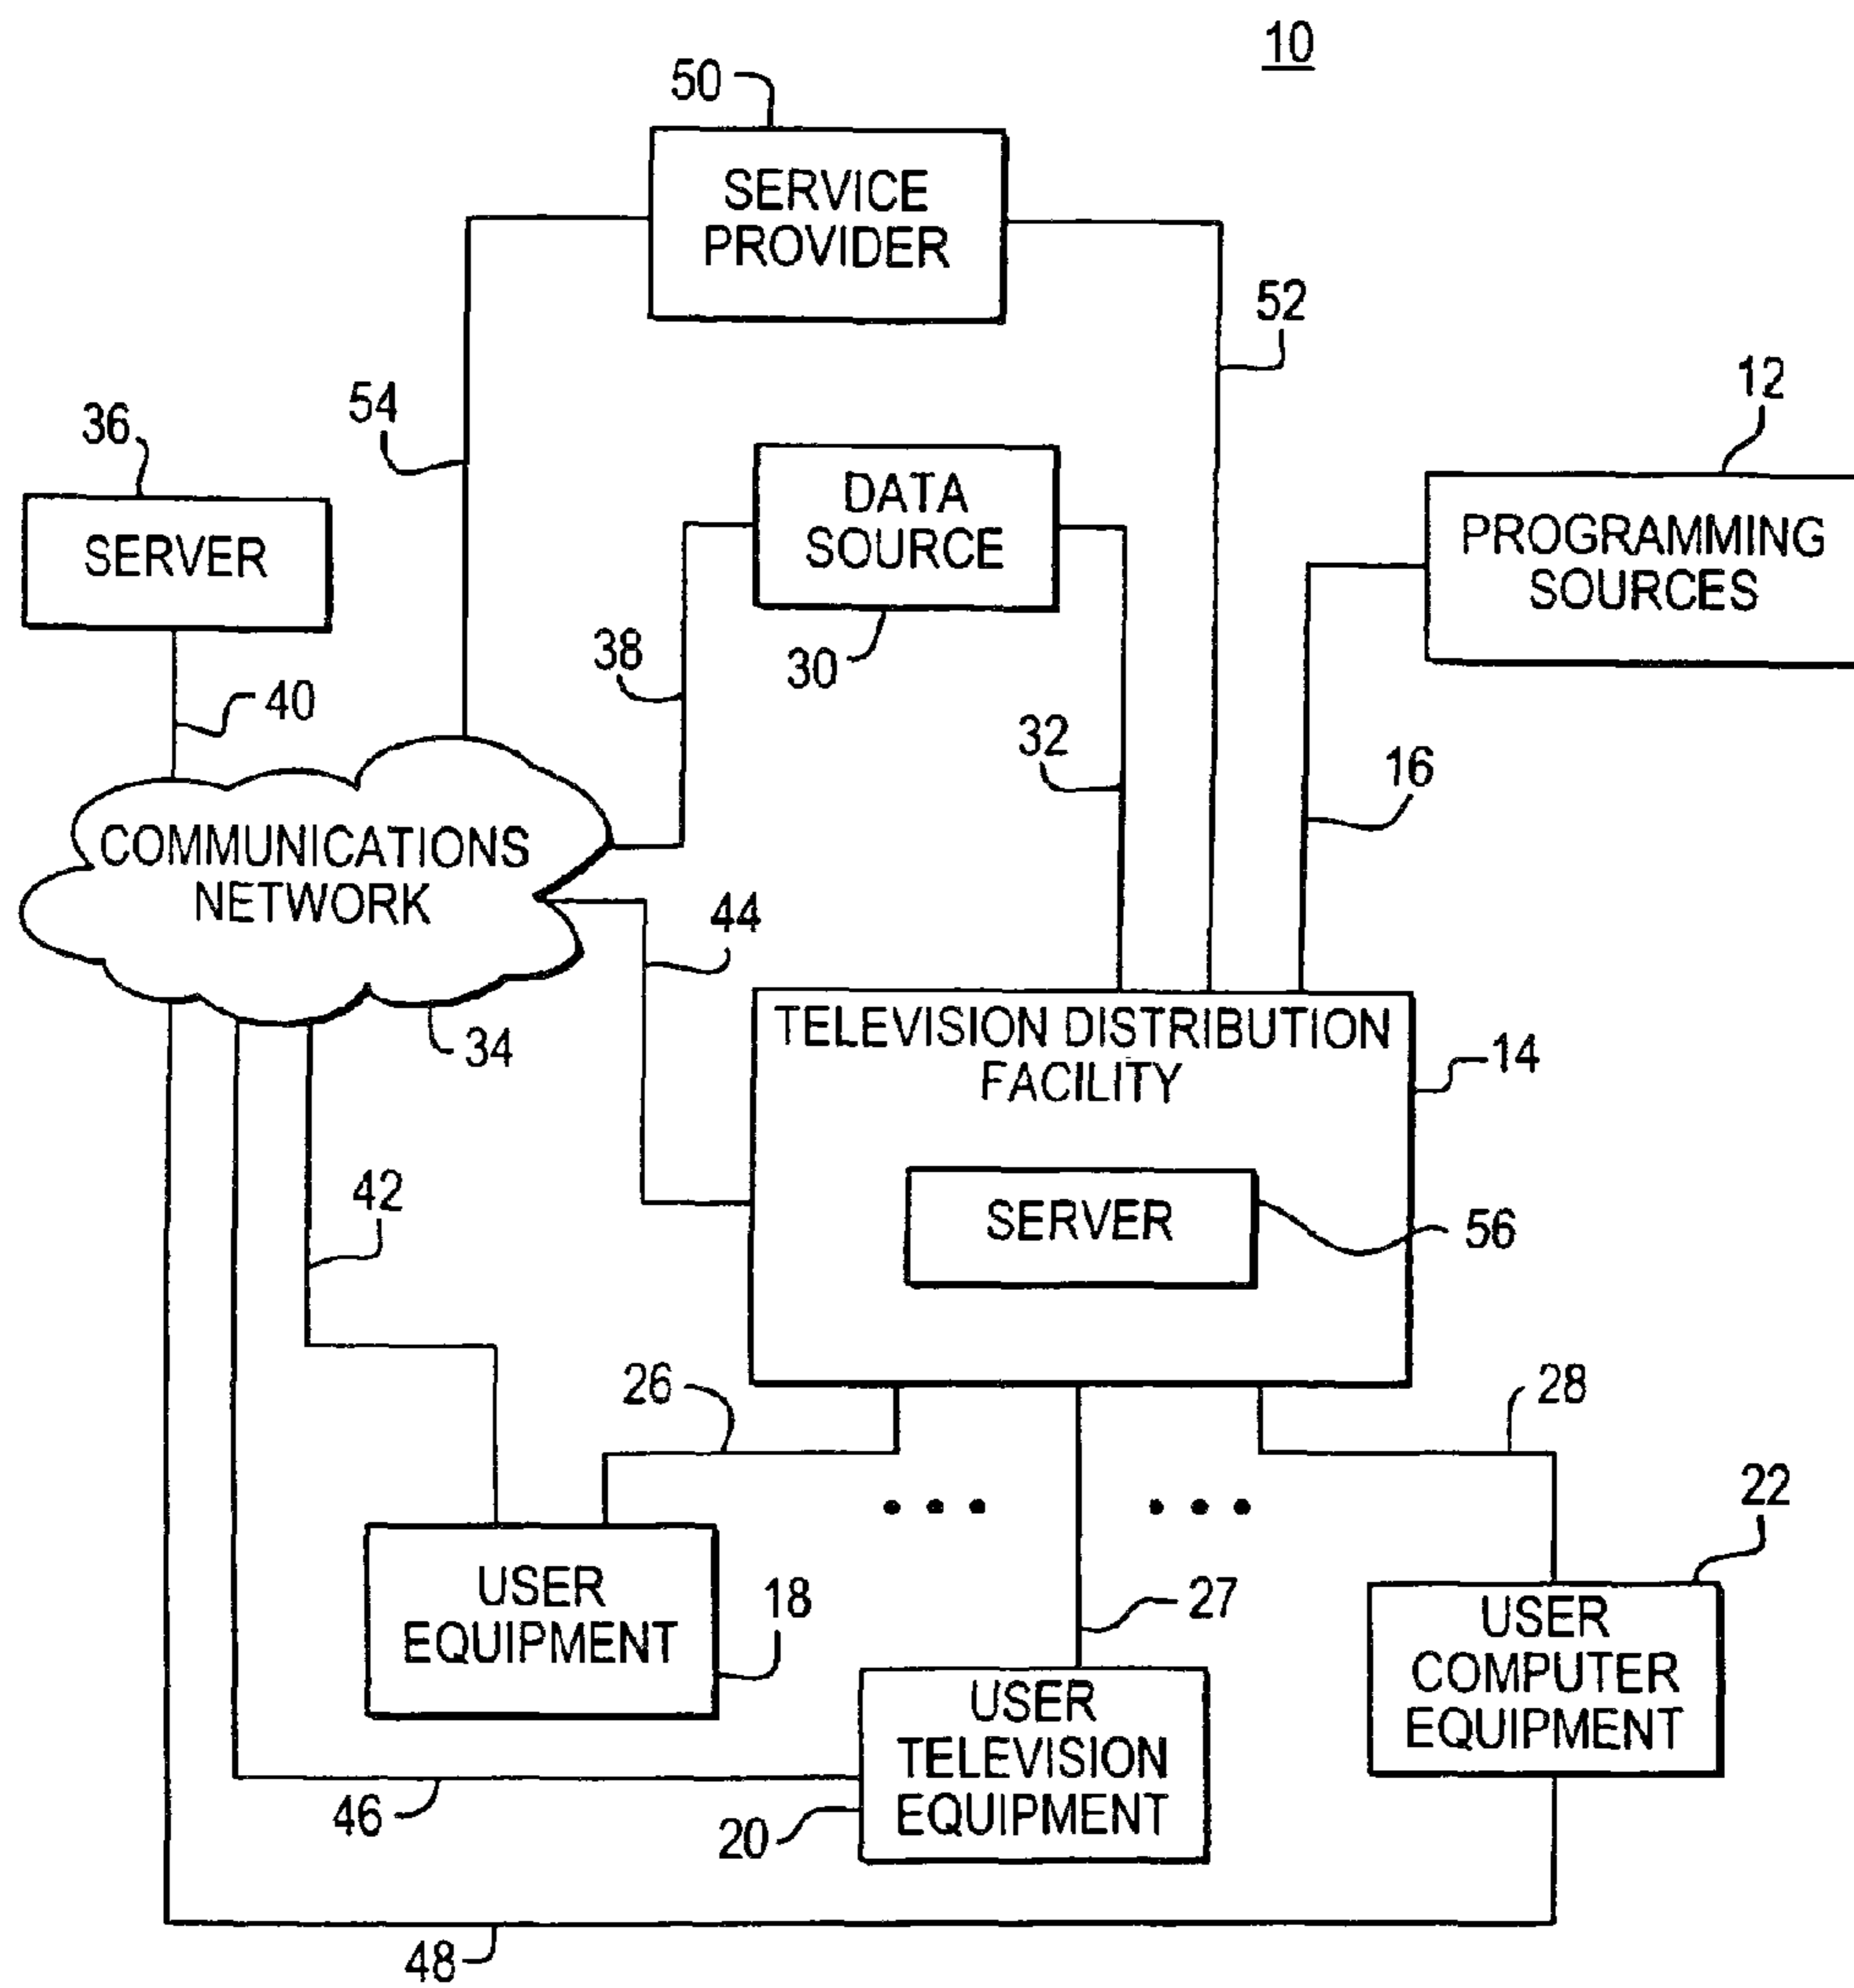 10
50
SERVICE
PROVIDER
52
12
54
36
SERVER
DATA
SOURCE
PROGRAMMING
SOURCES
38
30
40
32
16
COMMUNICATIONS
NETWORK
44
34
TELEVISION DISTRIBUTION
FACILITY
14
42
SERVER
56
26
28
22
USER
EQUIPMENT
18
27
USER
COMPUTER
EQUIPMENT
USER
TELEVISION
EQUIPMENT
46
20
48